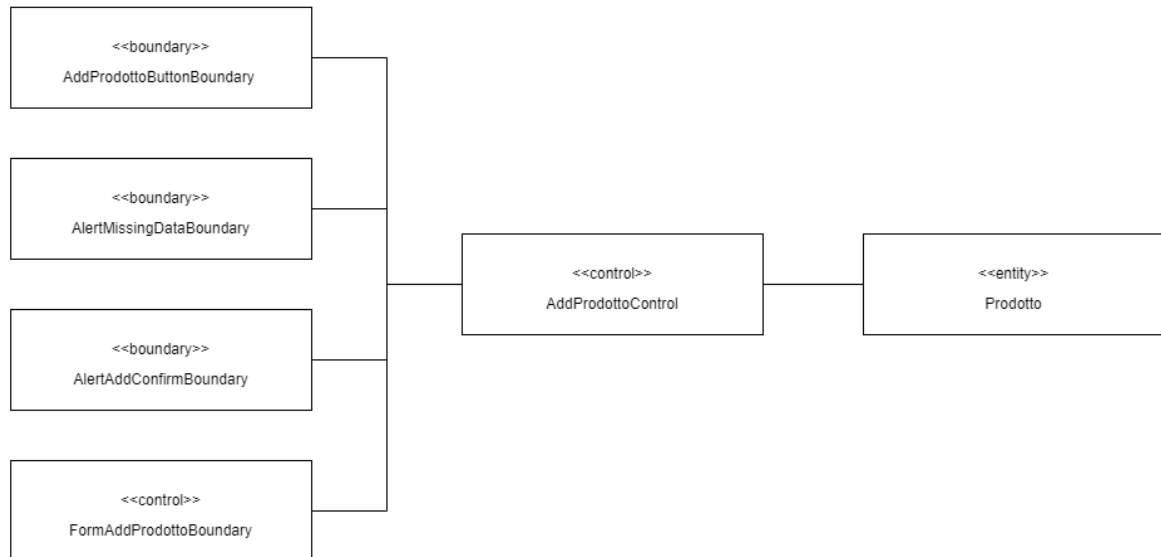 <<boundary>>
AddProdottoButtonBoundary
<<boundary>>
AlertMissingDataBoundary
<<control>>
AddProdottoControl
<<entity>>
Prodotto
<<boundary>>
AlertAddConfirmBoundary
<<control>>
FormAddProdottoBoundary